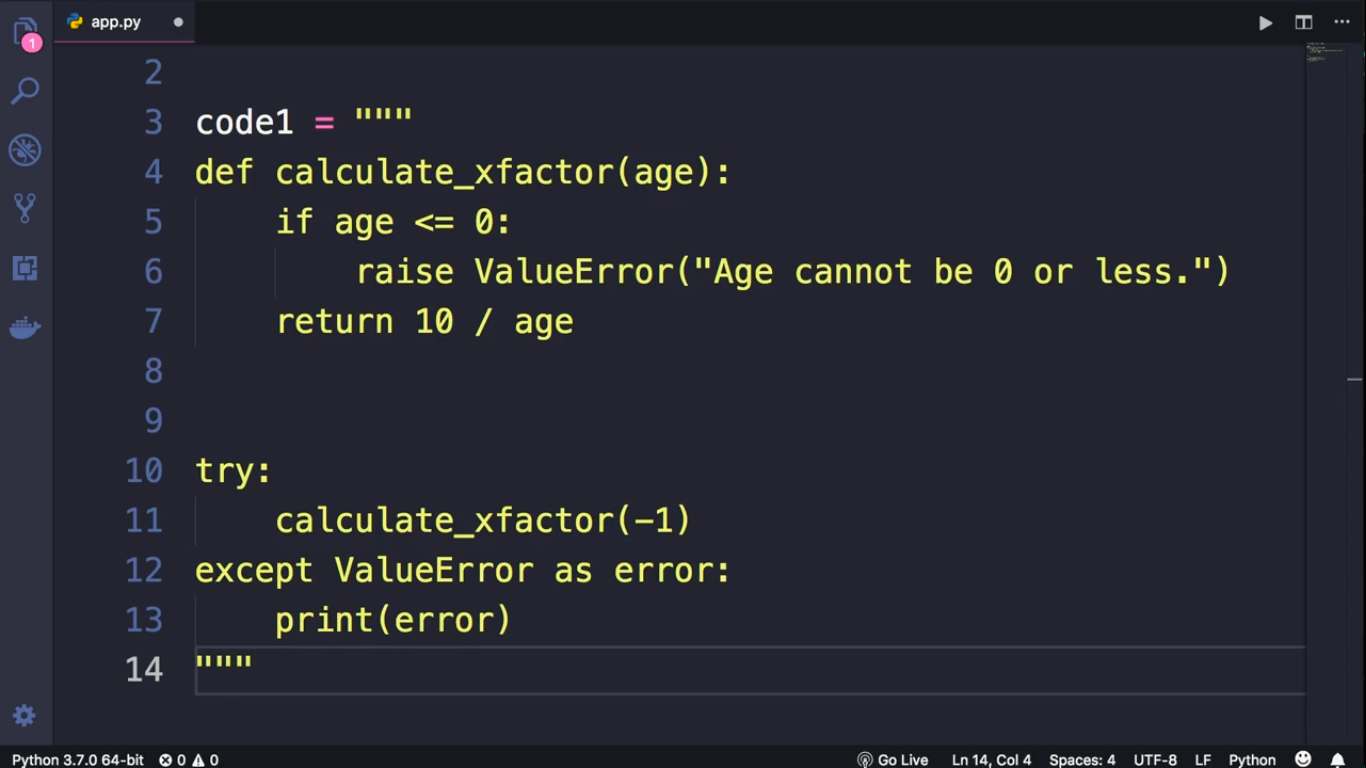 app.py
1
2
3 code1 = """
4 def calculate_xfactor(age):
5 if age <= 0:
6 raise ValueError("Age cannot be 0 or less.")
7 return 10 / age
8
9
10 try:
11 calculate_xfactor(-1)
12 except ValueError as error:
13 print(error)
14 """
Python 3.7.0 64-bit 0 0 Go Live Ln 14, Col 4 Spaces: 4 UTF-8 LF Python